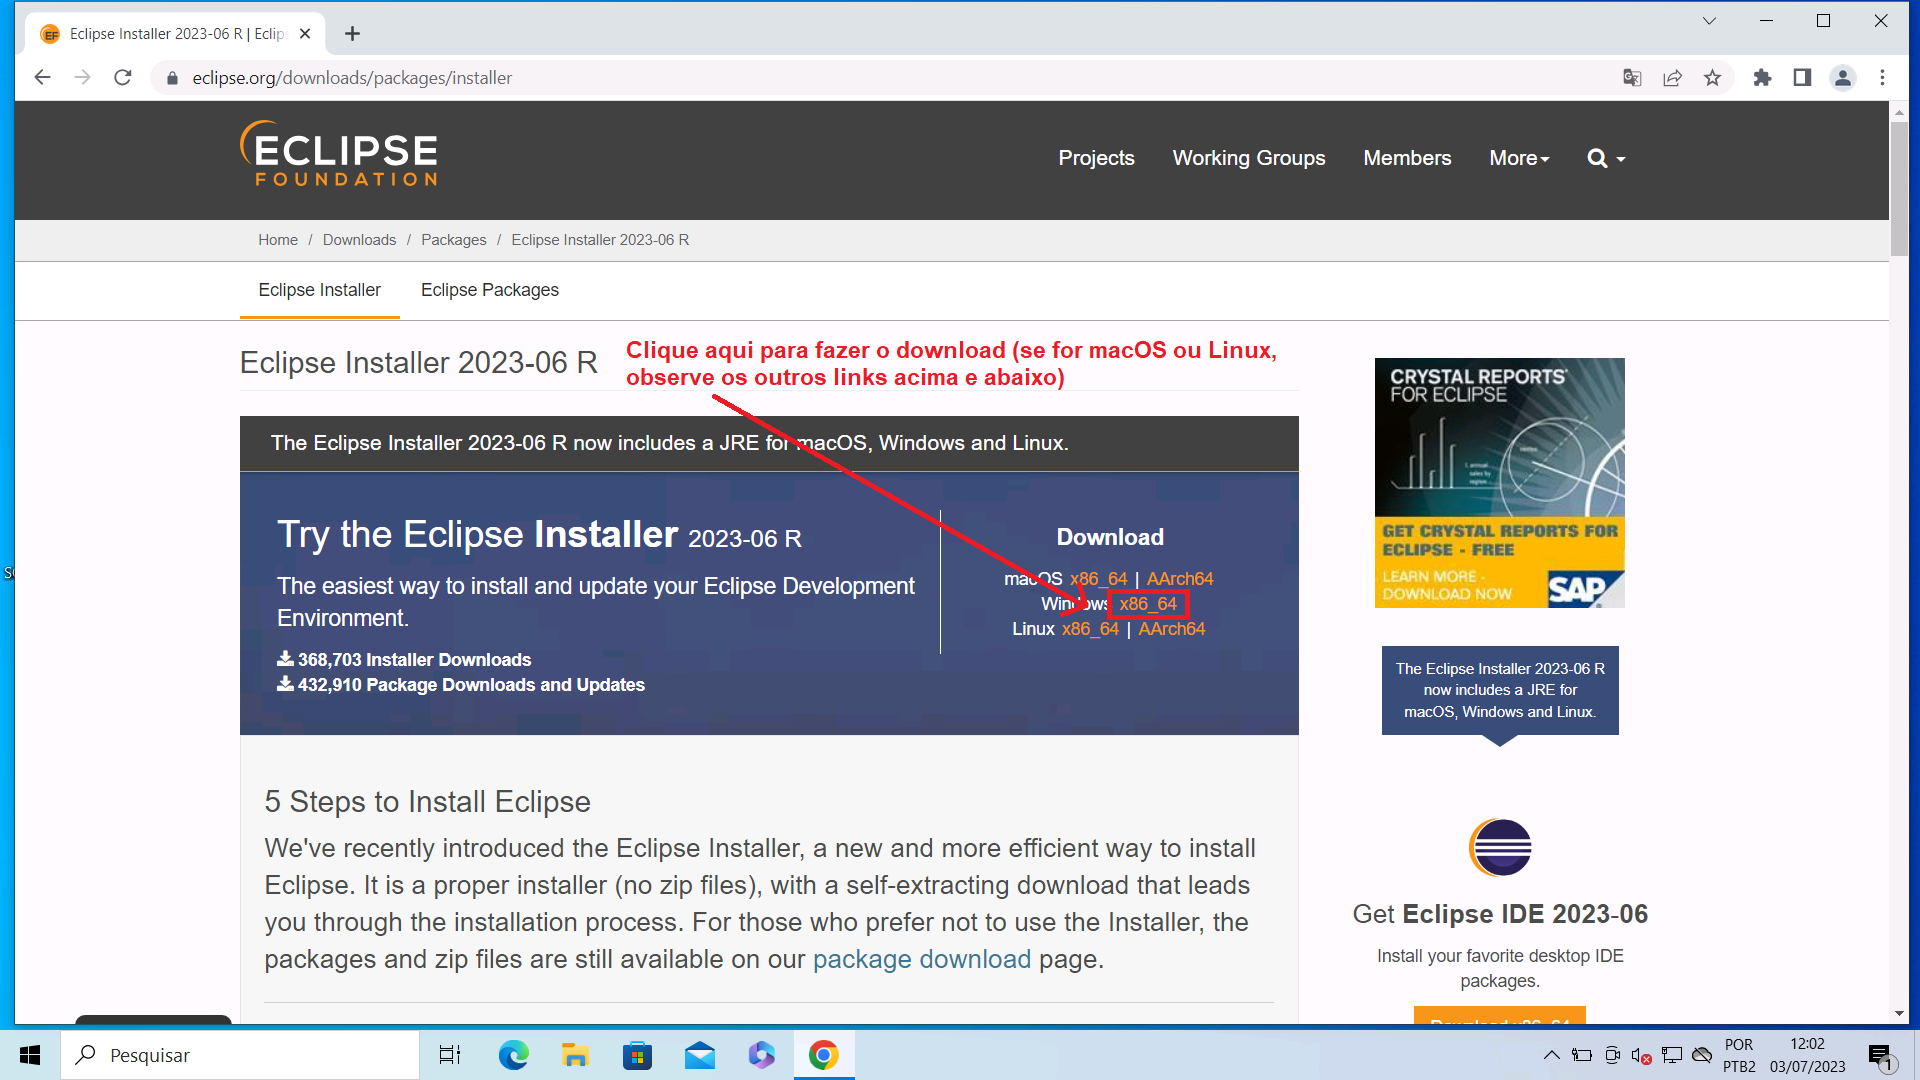 Eclipse Installer 2023-06 R | Eclips
eclipse.org/downloads/packages/installer
ECLIPSE
FOUNDATION
Projects
Working Groups
Members
More
Home / Downloads / Packages / Eclipse Installer 2023-06 R
Eclipse Installer
Eclipse Packages
Eclipse Installer 2023-06 R
Clique aqui para fazer o download (se for macOS ou Linux,
observe os outros links acima e abaixo)
The Eclipse Installer 2023-06 R now includes a JRE for macOS, Windows and Linux.
Try the Eclipse Installer 2023-06 R
The easiest way to install and update your Eclipse Development
Environment.
368,703 Installer Downloads
432,910 Package Downloads and Updates
Download
macOS x86_64 | AArch64
Windows x86_64
Linux x86_64 | AArch64
5 Steps to Install Eclipse
We've recently introduced the Eclipse Installer, a new and more efficient way to install
Eclipse. It is a proper installer (no zip files), with a self-extracting download that leads
you through the installation process. For those who prefer not to use the Installer, the
packages and zip files are still available on our package download page.
CRYSTAL REPORTS
FOR ECLIPSE
GET CRYSTAL REPORTS FOR
ECLIPSE - FREE
LEARN MORE -
DOWNLOAD NOW
SAP
The Eclipse Installer 2023-06 R
now includes a JRE for
macOS, Windows and Linux.
Get Eclipse IDE 2023-06
Install your favorite desktop IDE
packages.
Download x86_64
Pesquisar
POR
PTB2
12:02
03/07/2023
1